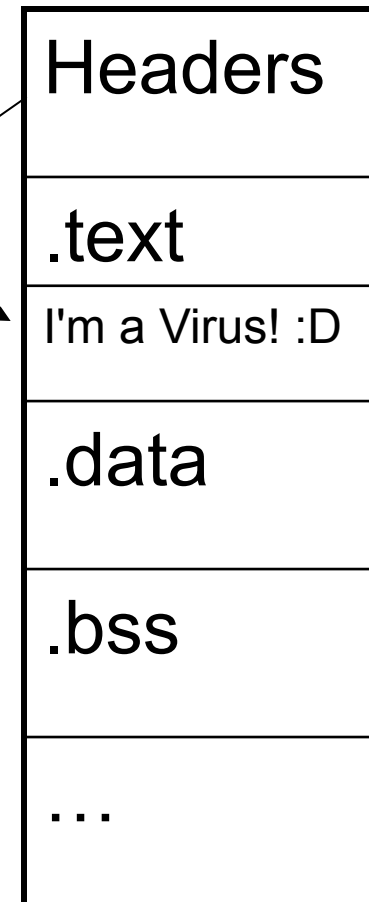 Headers
.text
I'm a Virus! :D
.data
.bss
…